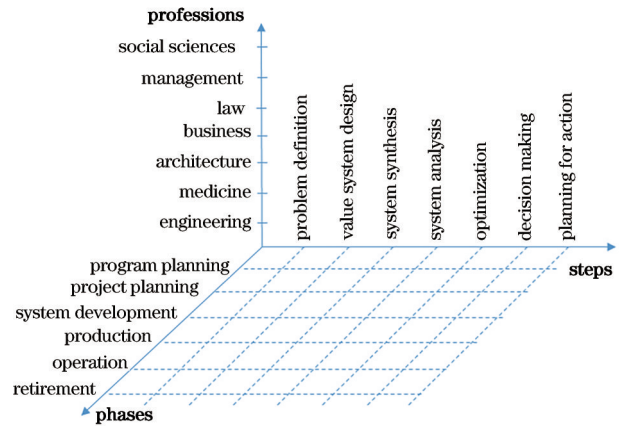 professions
social sciences
management
law
business
architecture
medicine
engineering
problem definition
value system design
system synthesis
system analysis
optimization
decision making
planning for action
steps
program planning
project planning
system development
production
operation
retirement
phases